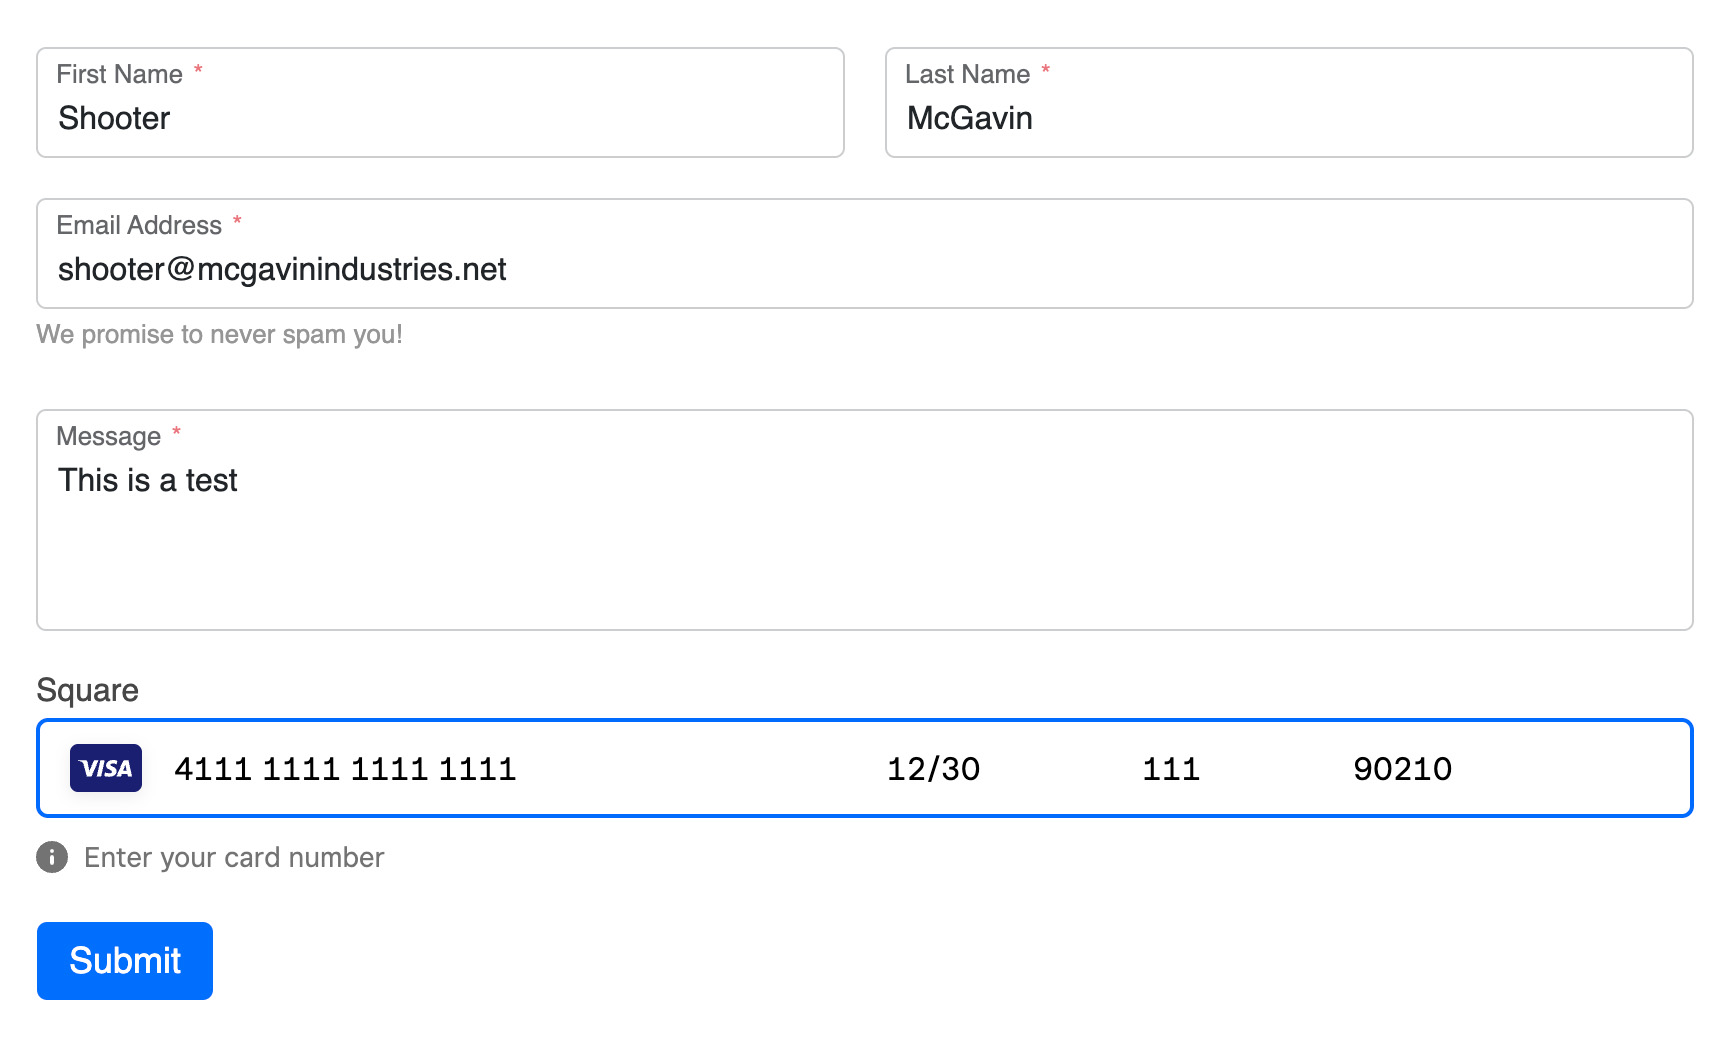 First Name *
Shooter
Last Name *
McGavin
Email Address *
shooter@mcgavinindustries.net
We promise to never spam you!
Message *
This is a test
Square
VISA 4111 1111 1111 1111 12/30 111 90210
Enter your card number
Submit